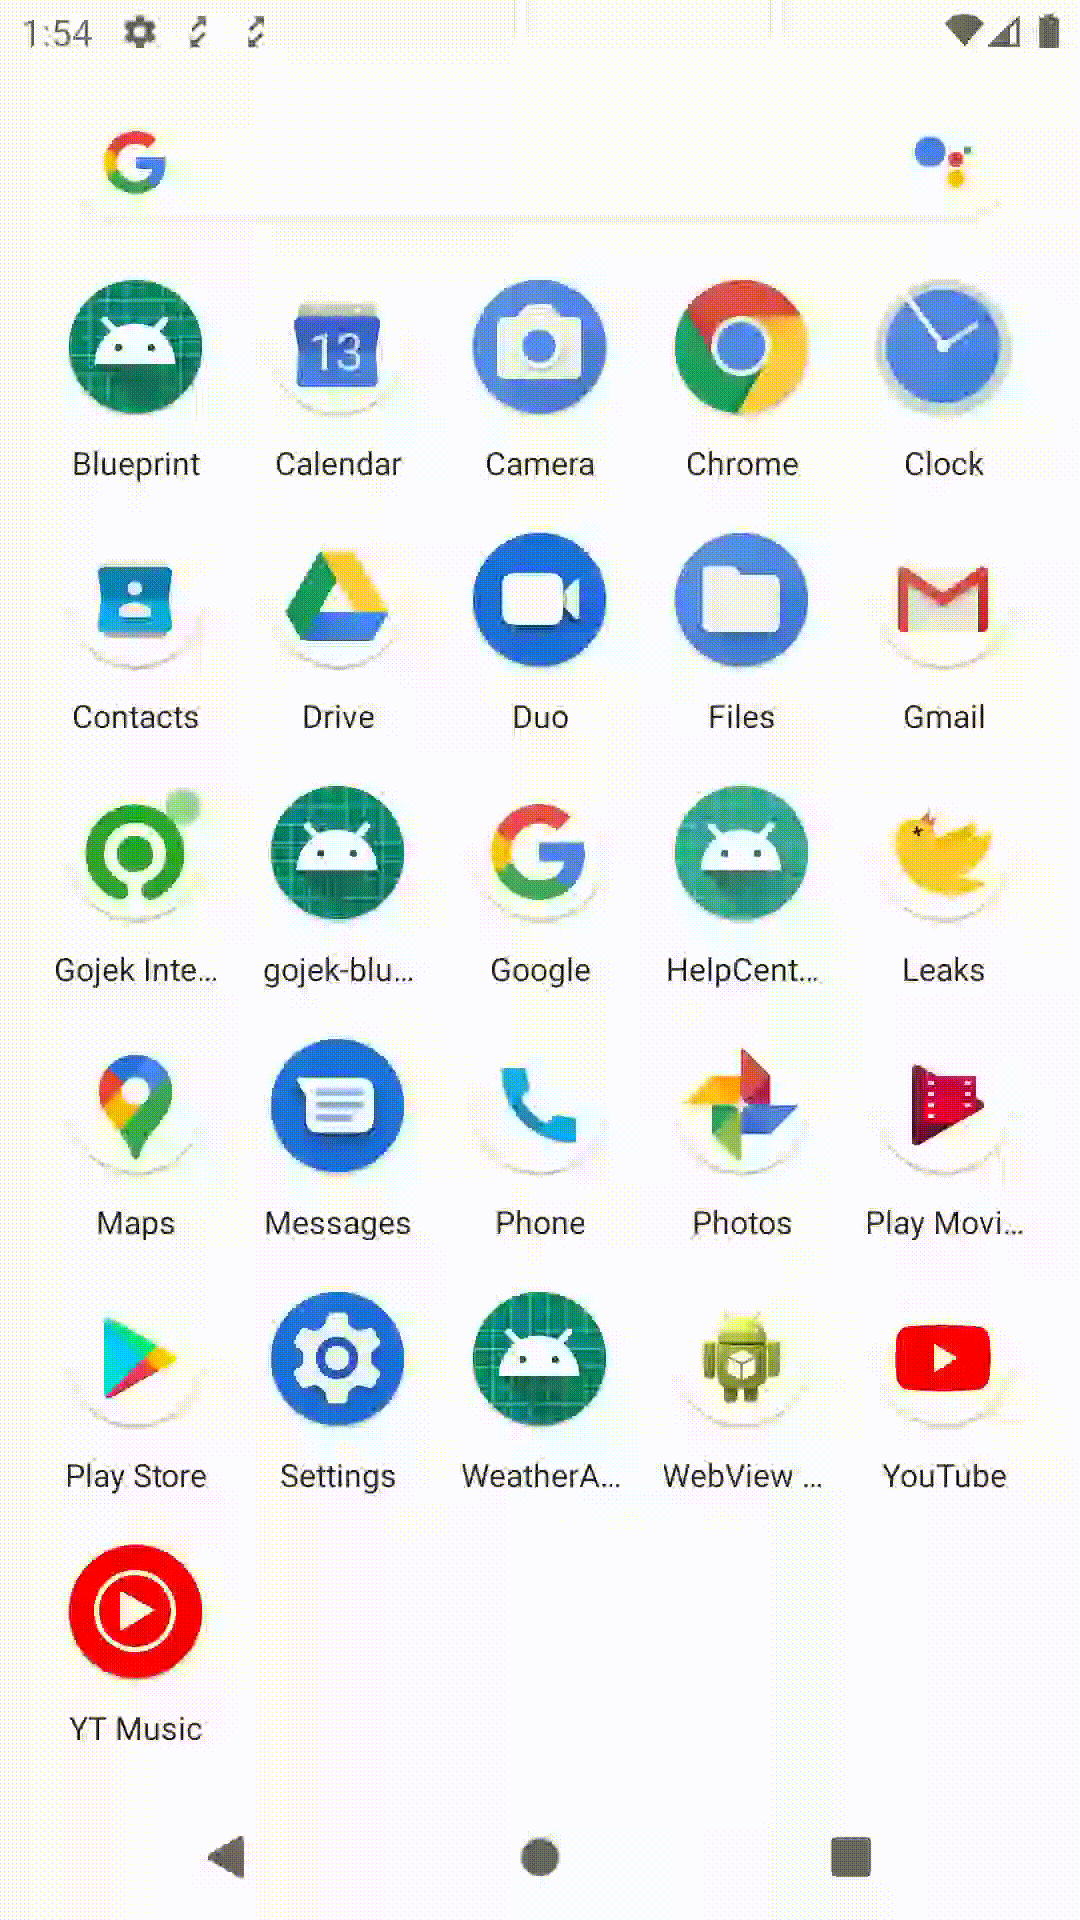 1:54
13
Blueprint Calendar Camera Chrome Clock
Contacts Drive Duo Files Gmail
Gojek Inte... gojek-blu... Google HelpCent... Leaks
Maps Messages Phone Photos Play Movi...
Play Store Settings WeatherA... WebView ... YouTube
YT Music